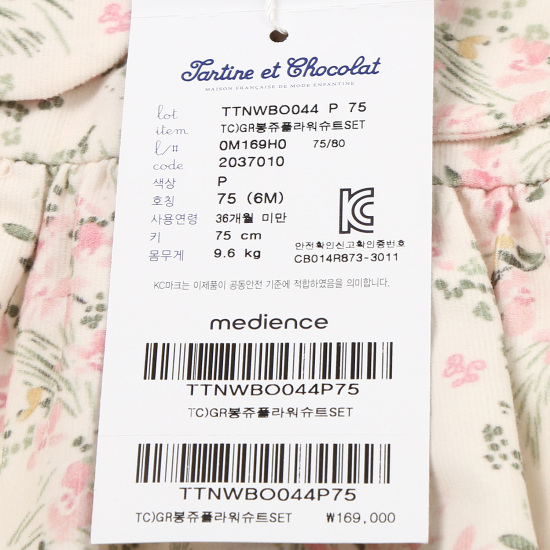 Tartine et Chocolat
MAISON FRANÇAISE DE MODE ENFANTINE
lot TTNWBO044 P 75
item TC)GR봉쥬플라워슈트SET
l/# 0M169H0 75/80
code 2037010
색상 P
호칭 75 (6M)
사용연령 36개월 미만
키 75 cm
몸무게 9.6 kg
안전확인신고확인증번호
CB014R873-3011
KC마크는 이제품이 공동안전 기준에 적합하였음을 의미합니다.
medience
TTNWBO044P75
TC)GR봉쥬플라워슈트SET
TTNWBO044P75
TC)GR봉쥬플라워슈트SET ₩169,000